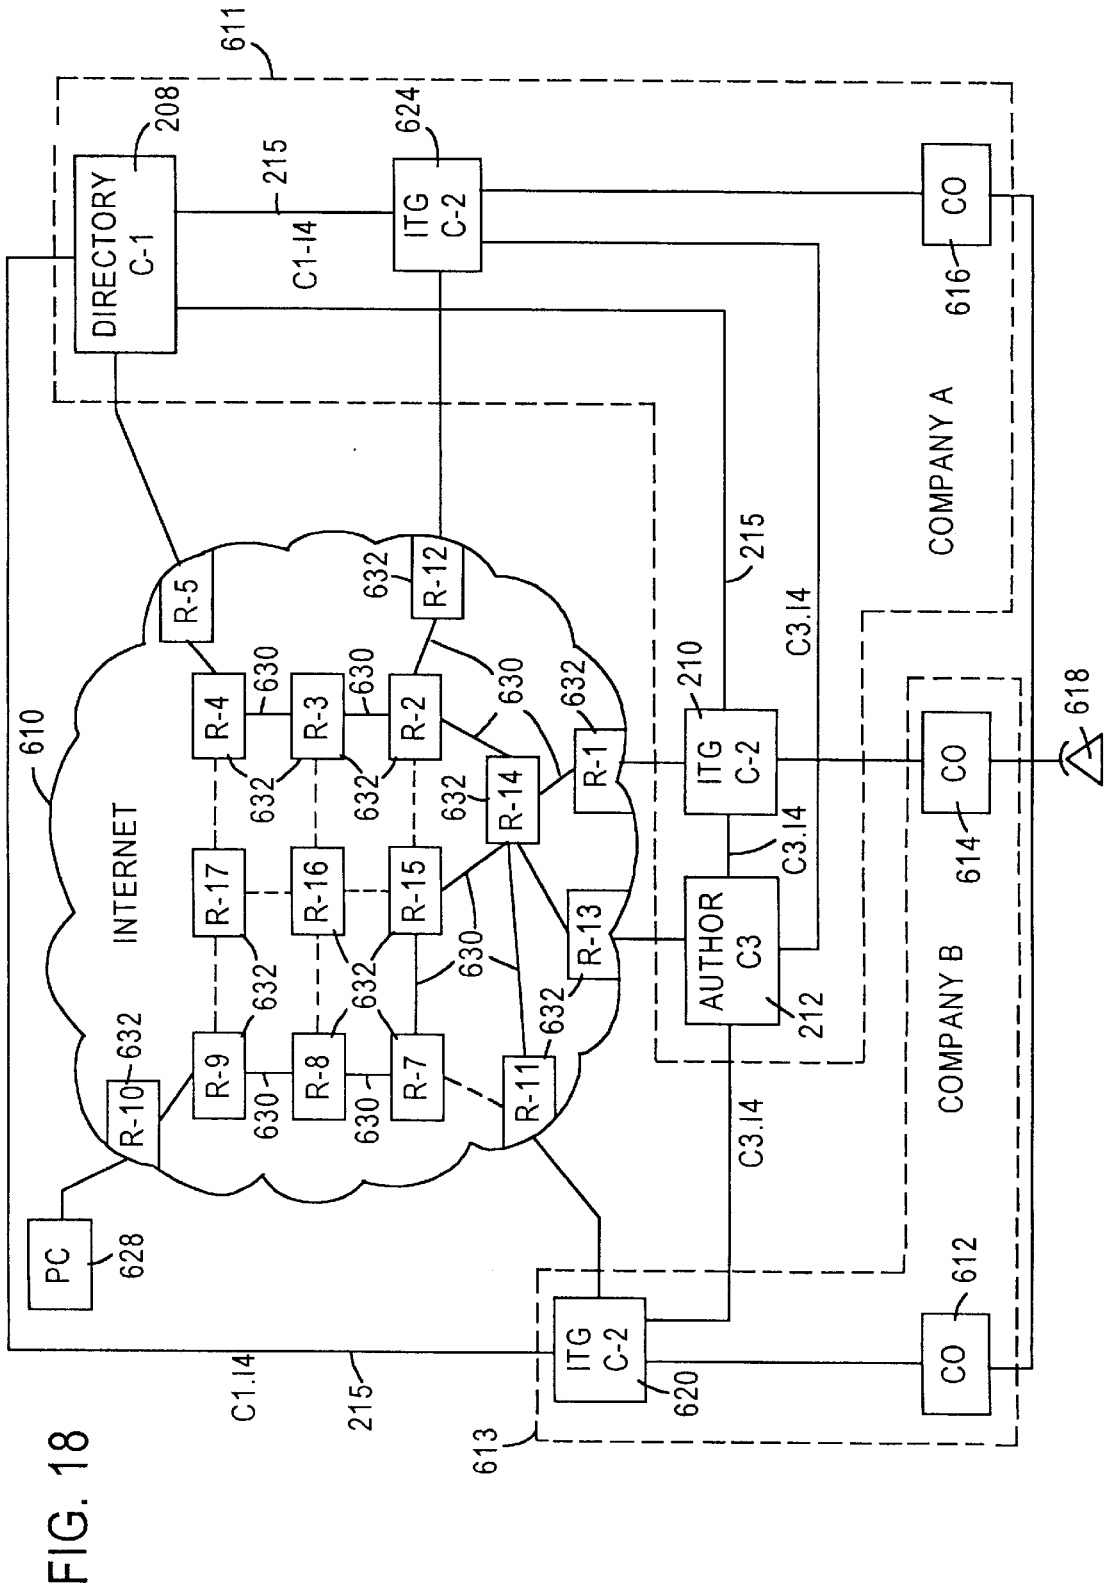 FIG. 18
611
208
DIRECTORY
C-1
215
C1-I4
624
ITG
C-2
CO
616
COMPANY A
610
INTERNET
R-5
R-12
632
R-4
630
R-3
630
R-2
632
632
630
R-17
R-16
R-15
632
R-14
632
R-1
632
632
630
R-13
R-10
632
R-9
R-8
R-7
630
630
632
R-11
PC
628
215
210
ITG
C-2
C3.I4
C3.I4
AUTHOR
C3
212
C3.I4
CO
614
618
COMPANY B
C1.I4
215
613
ITG
C-2
620
CO
612